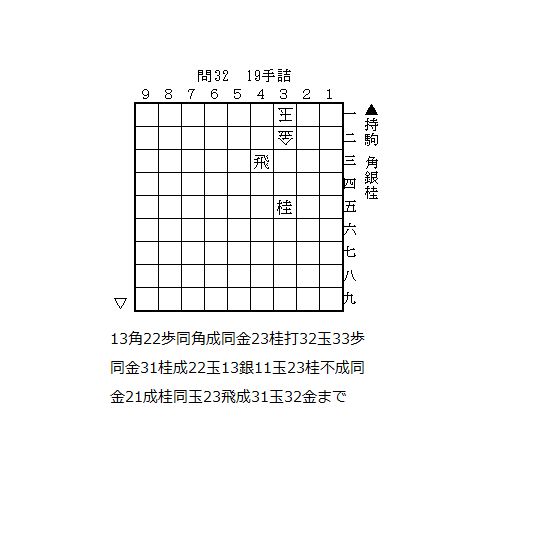 問32 19手詰
9 8 7 6 5 4 3 2 1
王 一
二
飛 三
四
桂 五
六
七
八
九
▲持駒 角銀桂
▽
13角22歩同角成同金23桂打32玉33歩
同金31桂成22玉13銀11玉23桂不成同
金21成桂同玉23飛成31玉32金まで